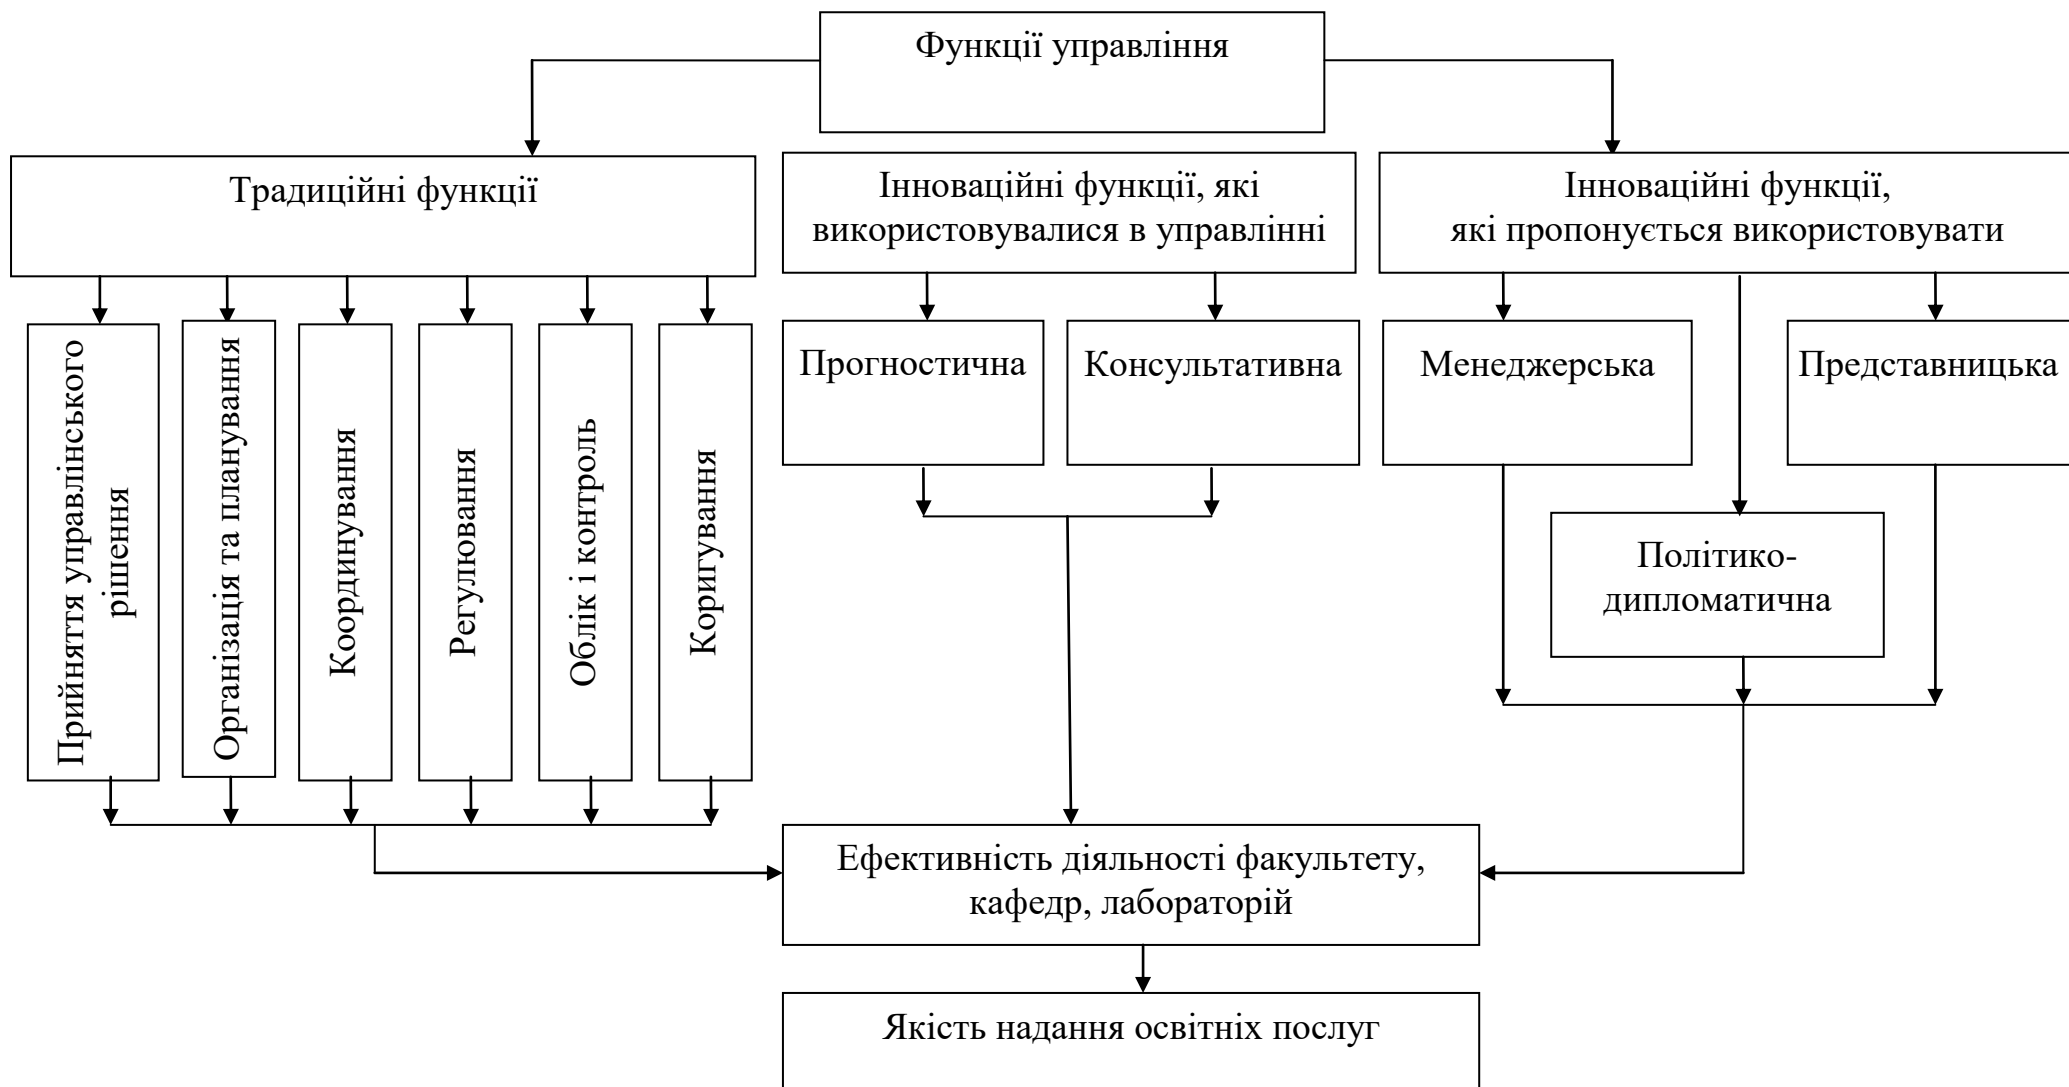 Функції управління
Традиційні функції
Інноваційні функції, які
використовувалися в управлінні
Інноваційні функції,
які пропонується використовувати
Прийняття управлінського
рішення
Організація та планування
Координування
Регулювання
Облік і контроль
Коригування
Прогностична
Консультативна
Менеджерська
Представницька
Політико-
дипломатична
Ефективність діяльності факультету,
кафедр, лабораторій
Якість надання освітніх послуг